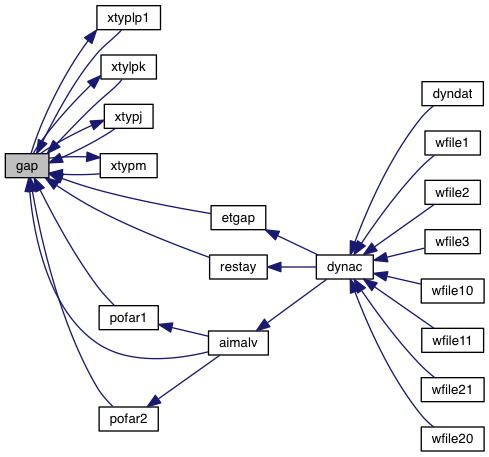 xtyplp1
xtylpk
xtypj
gap
xtypm
etgap
restay
pofar1
aimalv
pofar2
dynac
dyndat
wfile1
wfile2
wfile3
wfile10
wfile11
wfile21
wfile20